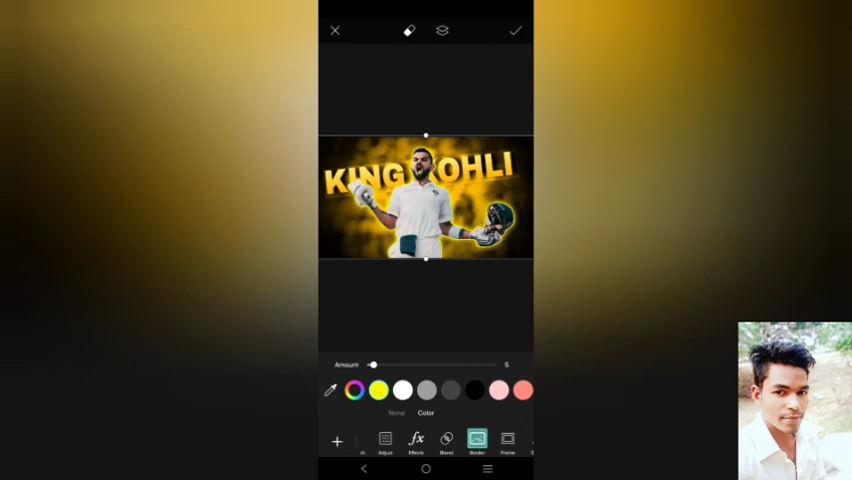 KING KOHLI
Amount 5
None Color
Adjust Effects Blend Border Frame